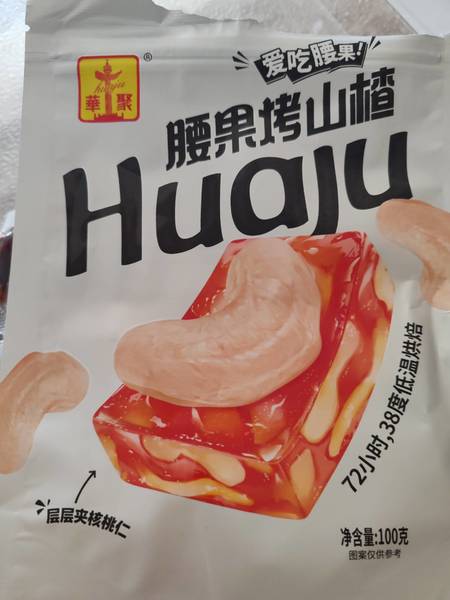 爱吃腰果!
huaju
華聚
®
腰果烤山楂
Huaju
72小时,38度低温烘焙
层层夹核桃仁
净含量:100克
图案仅供参考